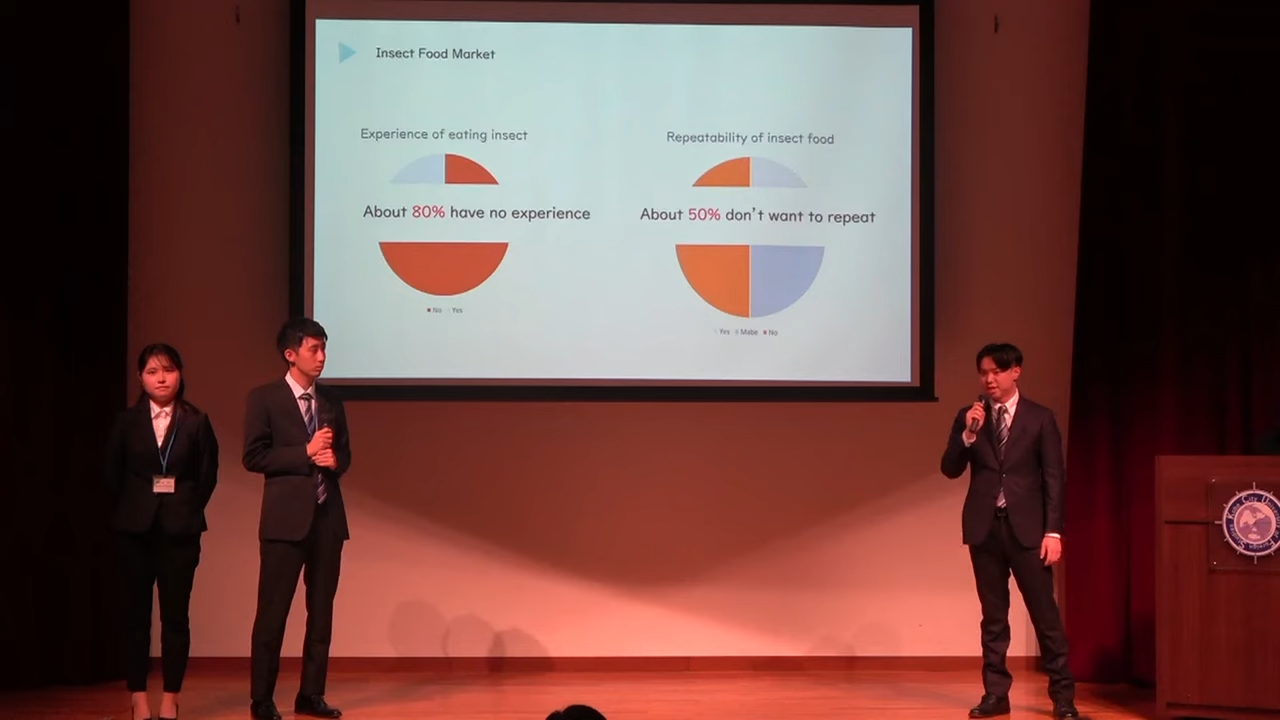 Insect Food Market
Experience of eating insect
Repeatability of insect food
About 80% have no experience
About 50% don't want to repeat
No Yes
Yes Mabe No